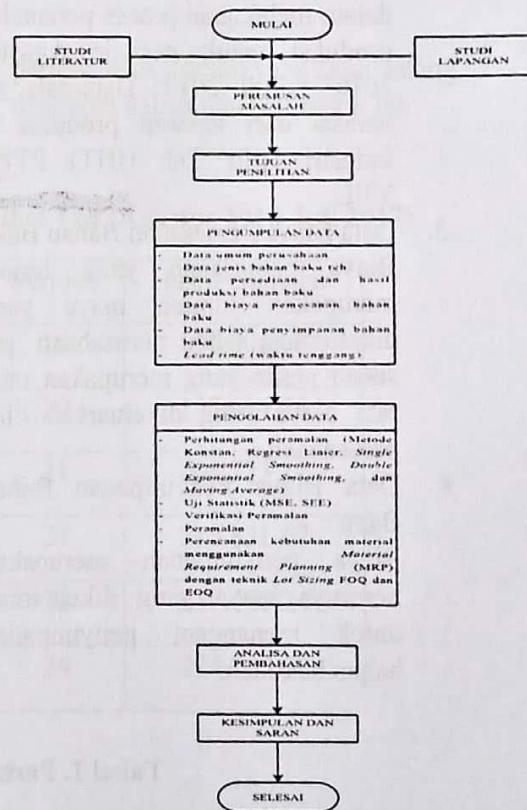 MULAI
STUDI
LITERATUR
STUDI
LAPANGAN
PERUMUSAN
MASALAH
TUJUAN
PENELITIAN
PENGUMPULAN DATA
- Data umum perusahaan
- Data jenis bahan baku teh
- Data persediaan dan hasil
produksi bahan baku
- Data biaya pemesanan bahan
baku
- Data biaya penyimpanan bahan
baku
- Lead time (waktu tenggang)
PENGOLAHAN DATA
- Perhitungan peramalan (Metode
Konstan, Regresi Linier, Single
Exponential Smoothing, Double
Exponential Smoothing, dan
Moving Average)
- Uji Statistik (MSE, SEE)
- Verifikasi Peramalan
- Peramalan
- Perencanaan kebutuhan material
menggunakan Material
Requirement Planning (MRP)
dengan teknik Lot Sizing FOQ dan
EOQ
ANALISA DAN
PEMBAHASAN
KESIMPULAN DAN
SARAN
SELESAI